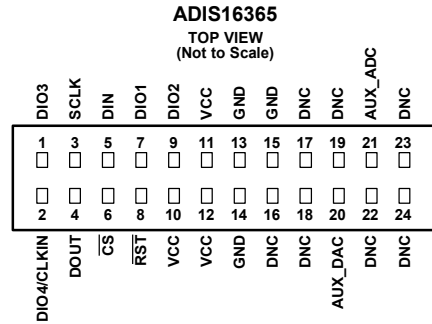 ADIS16365
TOP VIEW
(Not to Scale)
DIO3 SCLK DIN DIO1 DIO2 VCC GND GND DNC DNC AUX_ADC DNC
1 3 5 7 9 11 13 15 17 19 21 23
2 4 6 8 10 12 14 16 18 20 22 24
DIO4/CLKIN DOUT CS RST VCC VCC GND DNC DNC AUX_DAC DNC DNC